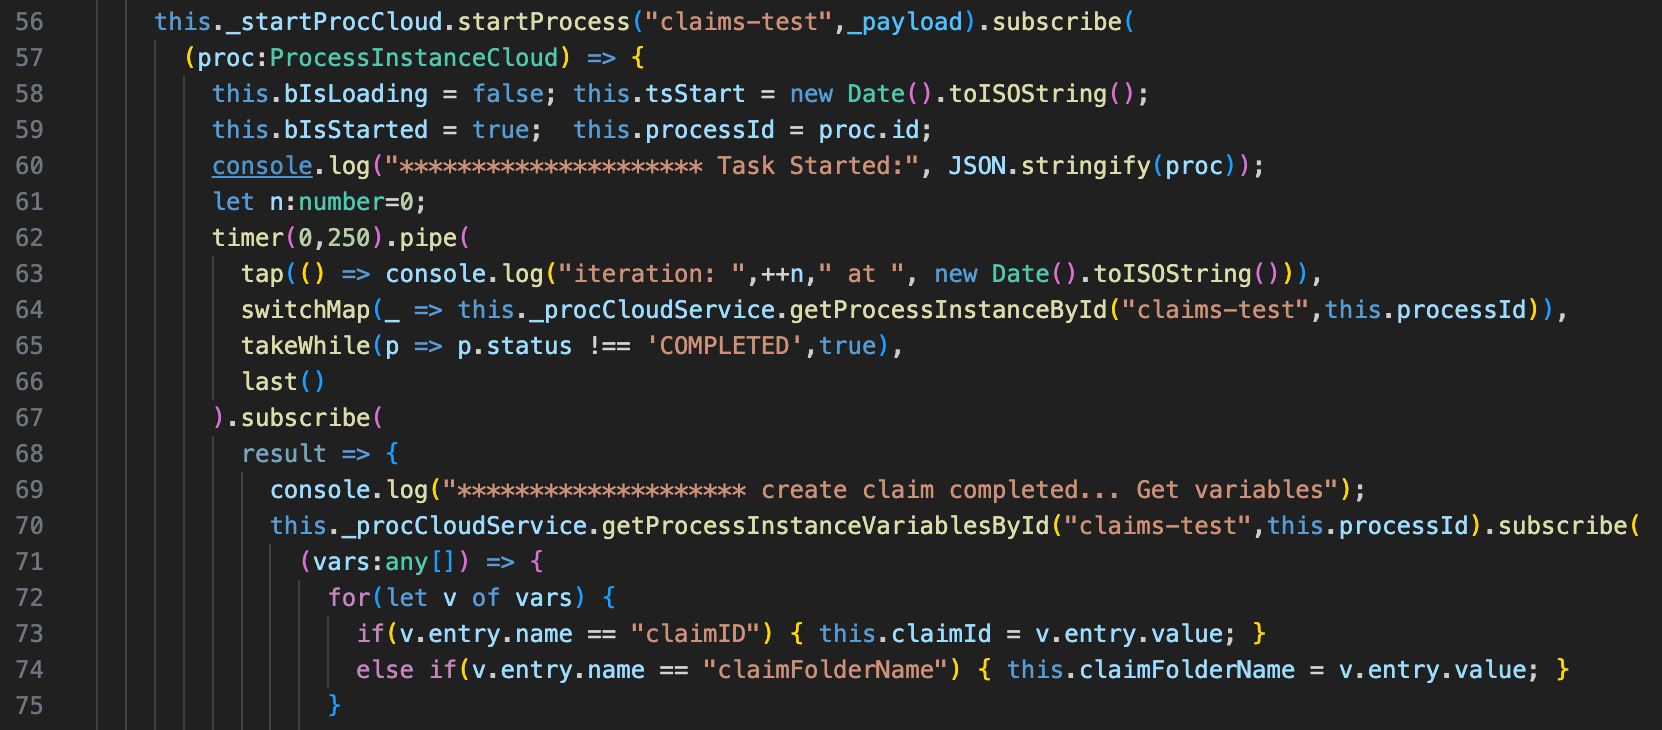 56 this._startProcCloud.startProcess("claims-test",_payload).subscribe(
57 (proc:ProcessInstanceCloud) => {
58 this.bIsLoading = false; this.tsStart = new Date().toISOString();
59 this.bIsStarted = true;  this.processId = proc.id;
60 console.log("********************* Task Started:", JSON.stringify(proc));
61 let n:number=0;
62 timer(0,250).pipe(
63 tap(() => console.log("iteration: ",++n," at ", new Date().toISOString())),
64 switchMap(_ => this._procCloudService.getProcessInstanceById("claims-test",this.processId)),
65 takeWhile(p => p.status !== 'COMPLETED',true),
66 last()
67 ).subscribe(
68 result => {
69 console.log("******************** create claim completed... Get variables");
70 this._procCloudService.getProcessInstanceVariablesById("claims-test",this.processId).subscribe(
71 (vars:any[]) => {
72 for(let v of vars) {
73 if(v.entry.name == "claimID") { this.claimId = v.entry.value; }
74 else if(v.entry.name == "claimFolderName") { this.claimFolderName = v.entry.value; }
75 }